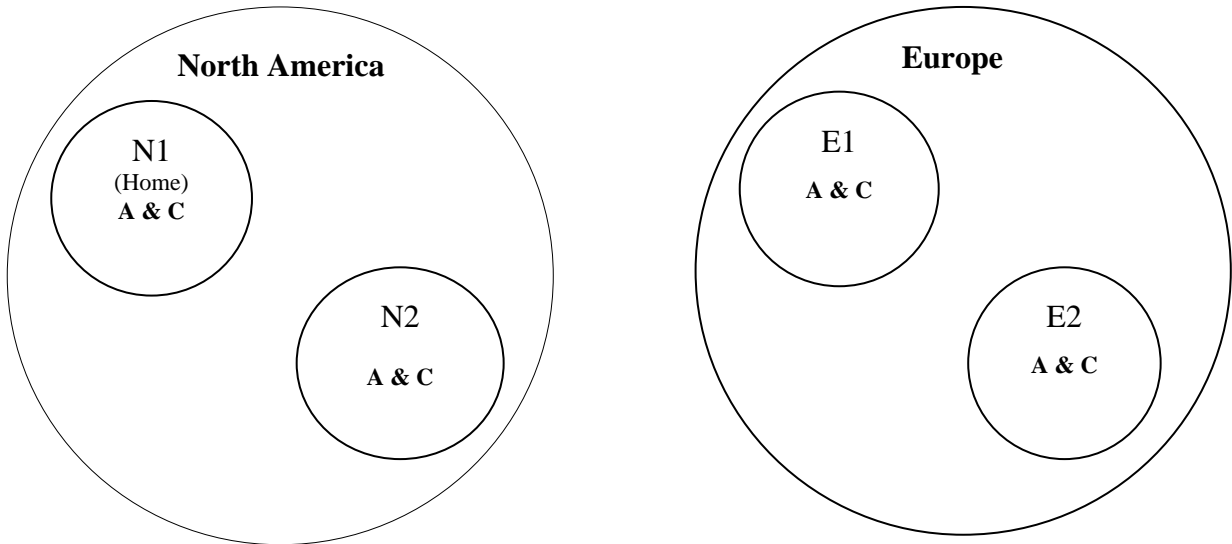 North America
N1
(Home)
A & C
N2
A & C
Europe
E1
A & C
E2
A & C